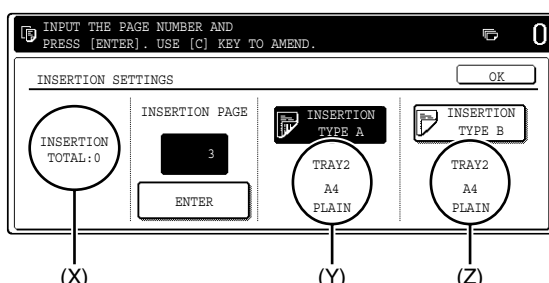 INPUT THE PAGE NUMBER AND
PRESS [ENTER]. USE [C] KEY TO AMEND.
0
INSERTION SETTINGS
OK
INSERTION
TOTAL:0
INSERTION PAGE
3
ENTER
INSERTION
TYPE A
TRAY2
A4
PLAIN
INSERTION
TYPE B
TRAY2
A4
PLAIN
(X)
(Y)
(Z)